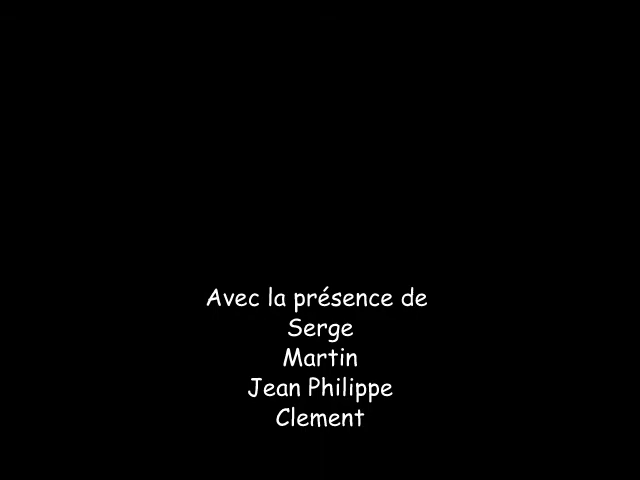 Avec la présence de
Serge
Martin
Jean Philippe
Clement